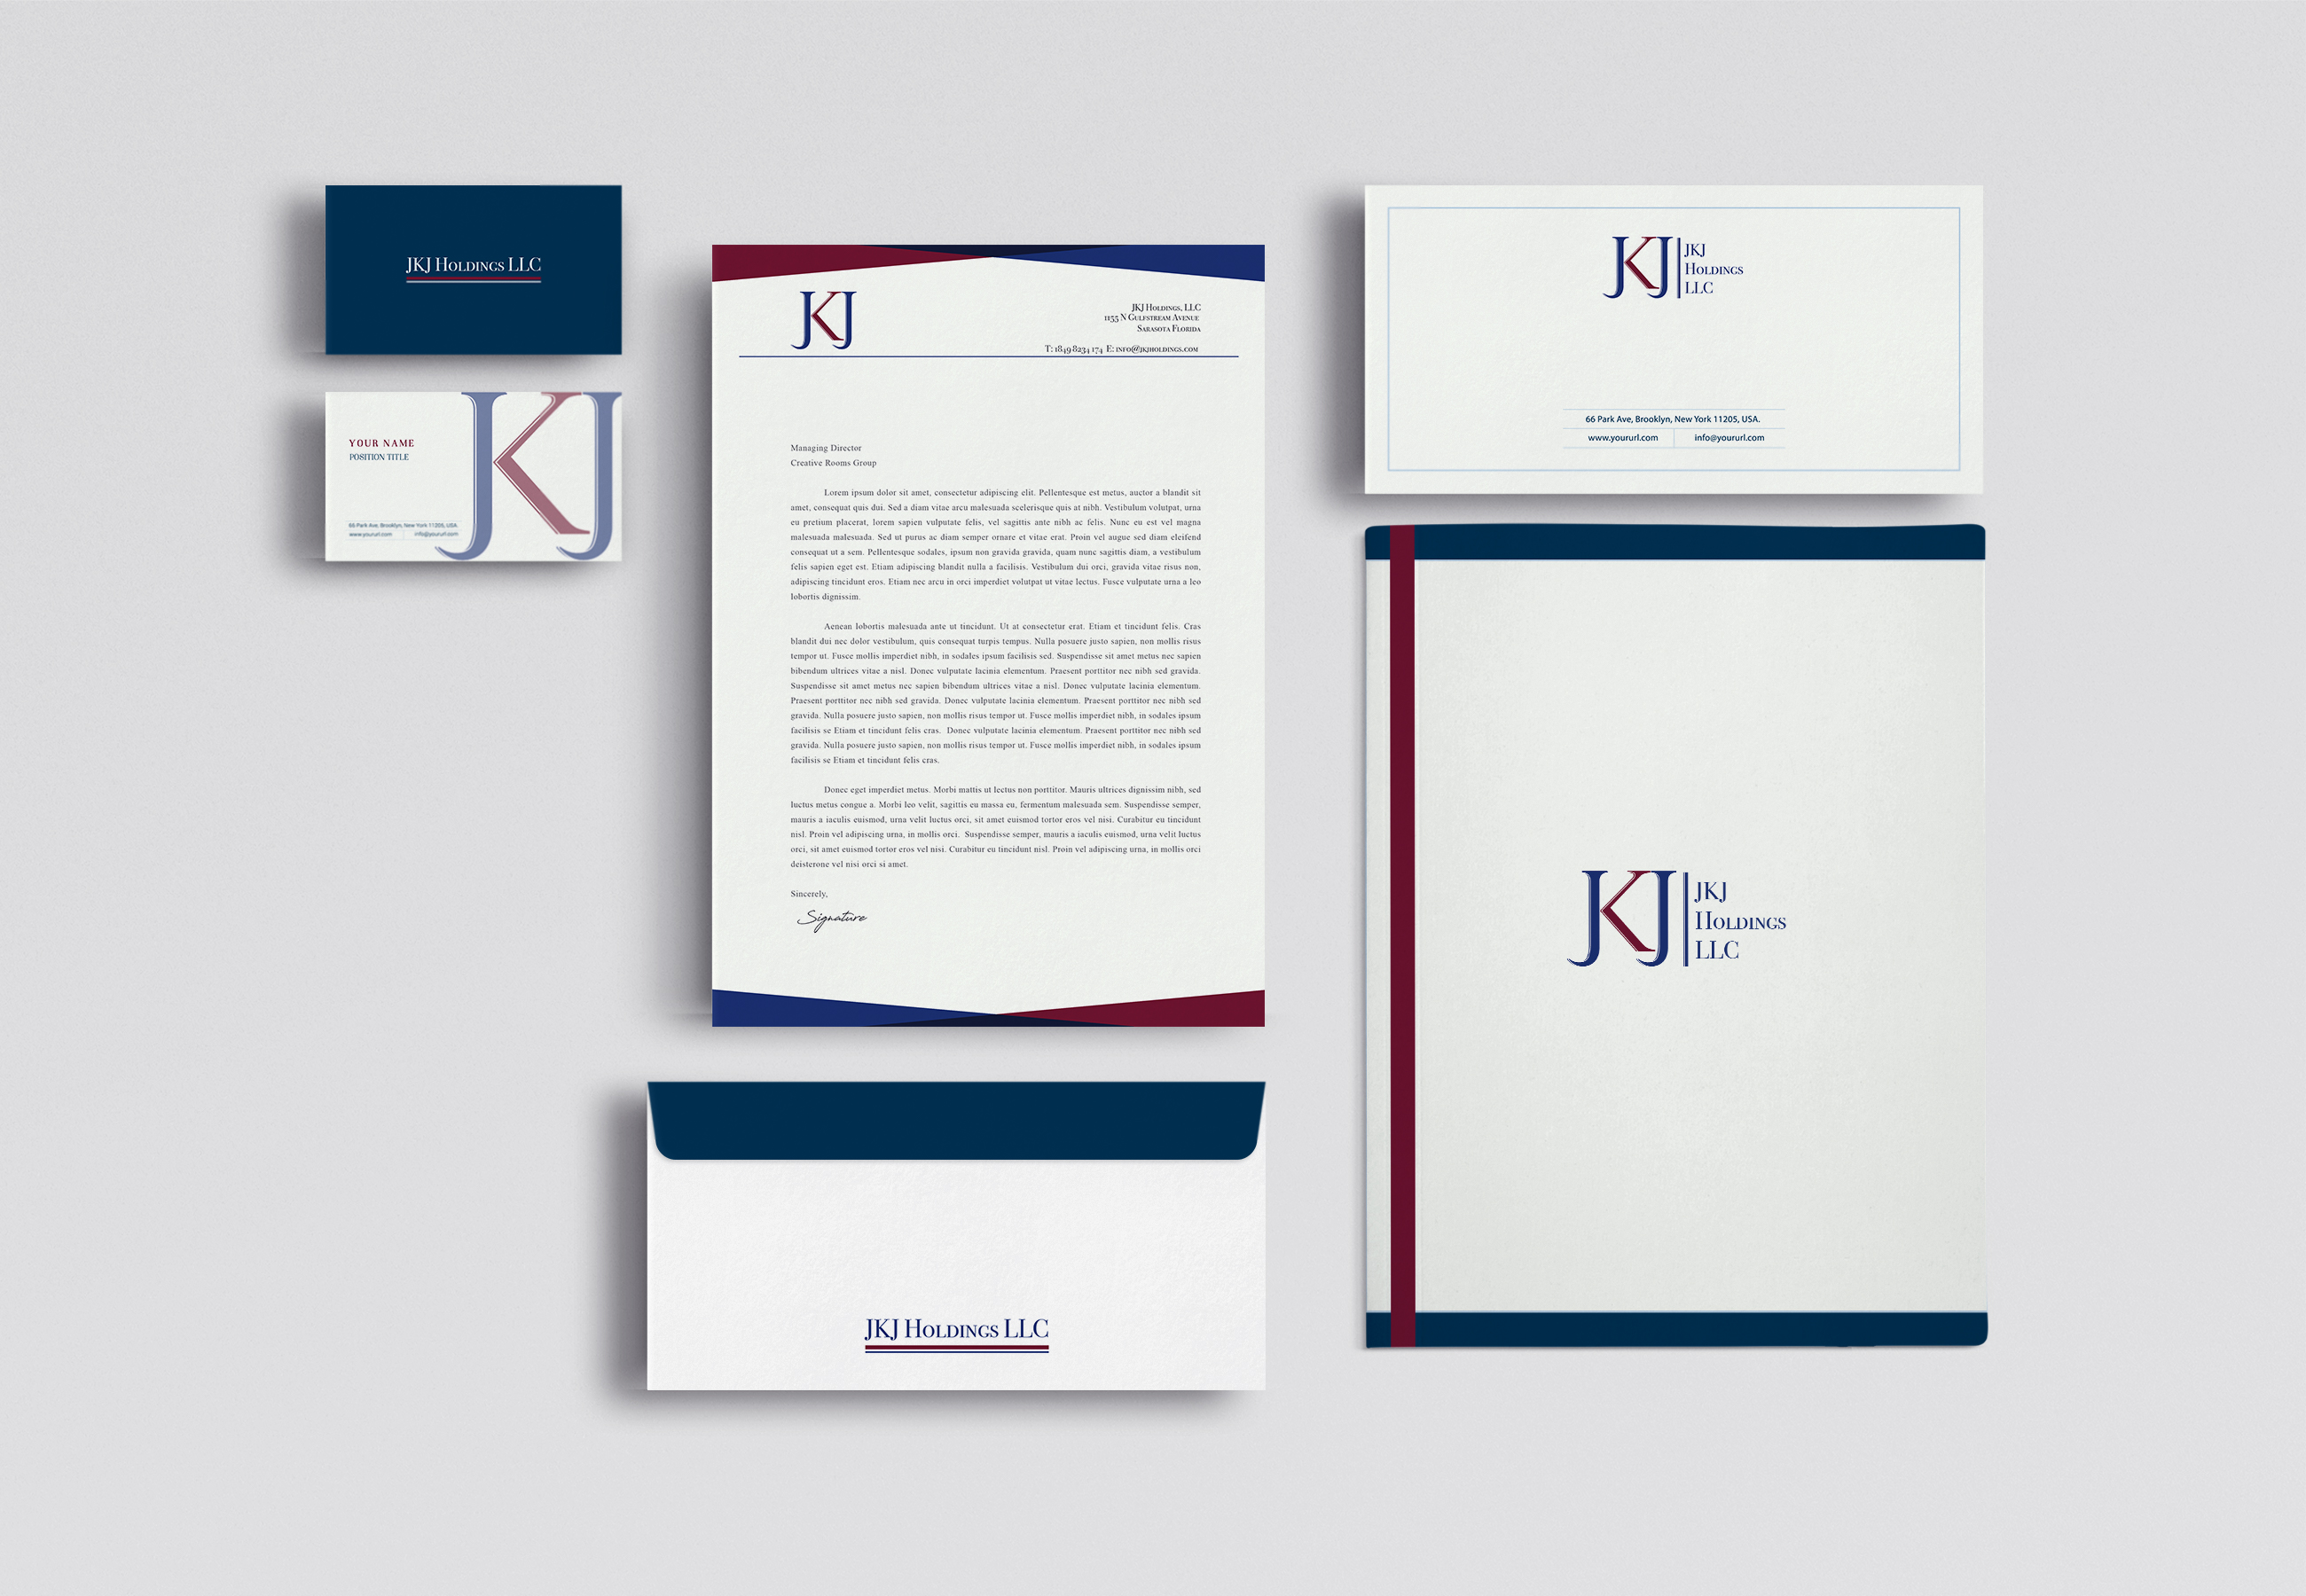 JKJ Holdings LLC
JKJ
YOUR NAME
POSITION TITLE
66 Park Ave, Brooklyn, New York 11205, USA.
www.yoururl.com info@yoururl.com
JKJ
JKJ Holdings, LLC
1155 N Gulfstream Avenue
Sarasota Florida
T: 1849 8234 174 E: info@jkjholdings.com
Managing Director
Creative Rooms Group
Lorem ipsum dolor sit amet, consectetur adipiscing elit. Pellentesque est metus, auctor a blandit sit
amet, consequat quis dui. Sed a diam vitae arcu malesuada scelerisque quis at nibh. Vestibulum volutpat, urna
eu pretium placerat, lorem sapien vulputate felis, vel sagittis ante nibh ac felis. Nunc eu est vel magna
malesuada malesuada. Sed ut purus ac diam semper ornare et vitae erat. Proin vel augue sed diam eleifend
consequat ut a sem. Pellentesque sodales, ipsum non gravida gravida, quam nunc sagittis diam, a vestibulum
felis sapien eget est. Etiam adipiscing blandit nulla a facilisis. Vestibulum dui orci, gravida vitae risus non,
adipiscing tincidunt eros. Etiam nec arcu in orci imperdiet volutpat ut vitae lectus. Fusce vulputate urna a leo
lobortis dignissim.
Aenean lobortis malesuada ante ut tincidunt. Ut at consectetur erat. Etiam et tincidunt felis. Cras
blandit dui nec dolor vestibulum, quis consequat turpis tempus. Nulla posuere justo sapien, non mollis risus
tempor ut. Fusce mollis imperdiet nibh, in sodales ipsum facilisis sed. Suspendisse sit amet metus nec sapien
bibendum ultrices vitae a nisl. Donec vulputate lacinia elementum. Praesent porttitor nec nibh sed gravida.
Suspendisse sit amet metus nec sapien bibendum ultrices vitae a nisl. Donec vulputate lacinia elementum.
Praesent porttitor nec nibh sed gravida. Donec vulputate lacinia elementum. Praesent porttitor nec nibh sed
gravida. Nulla posuere justo sapien, non mollis risus tempor ut. Fusce mollis imperdiet nibh, in sodales ipsum
facilisis se Etiam et tincidunt felis cras. Donec vulputate lacinia elementum. Praesent porttitor nec nibh sed
gravida. Nulla posuere justo sapien, non mollis risus tempor ut. Fusce mollis imperdiet nibh, in sodales ipsum
facilisis se Etiam et tincidunt felis cras.
Donec eget imperdiet metus. Morbi mattis ut lectus non porttitor. Mauris ultrices dignissim nibh, sed
luctus metus congue a. Morbi leo velit, sagittis eu massa eu, fermentum malesuada sem. Suspendisse semper,
mauris a iaculis euismod, urna velit luctus orci, sit amet euismod tortor eros vel nisi. Curabitur eu tincidunt
nisl. Proin vel adipiscing urna, in mollis orci. Suspendisse semper, mauris a iaculis euismod, urna velit luctus
orci, sit amet euismod tortor eros vel nisi. Curabitur eu tincidunt nisl. Proin vel adipiscing urna, in mollis orci
deisterone vel nisi orci si amet.
Sincerely,
Signature
JKJ Holdings LLC
JKJ
JKJ
Holdings
LLC
66 Park Ave, Brooklyn, New York 11205, USA.
www.yoururl.com info@yoururl.com
JKJ
JKJ
Holdings
LLC